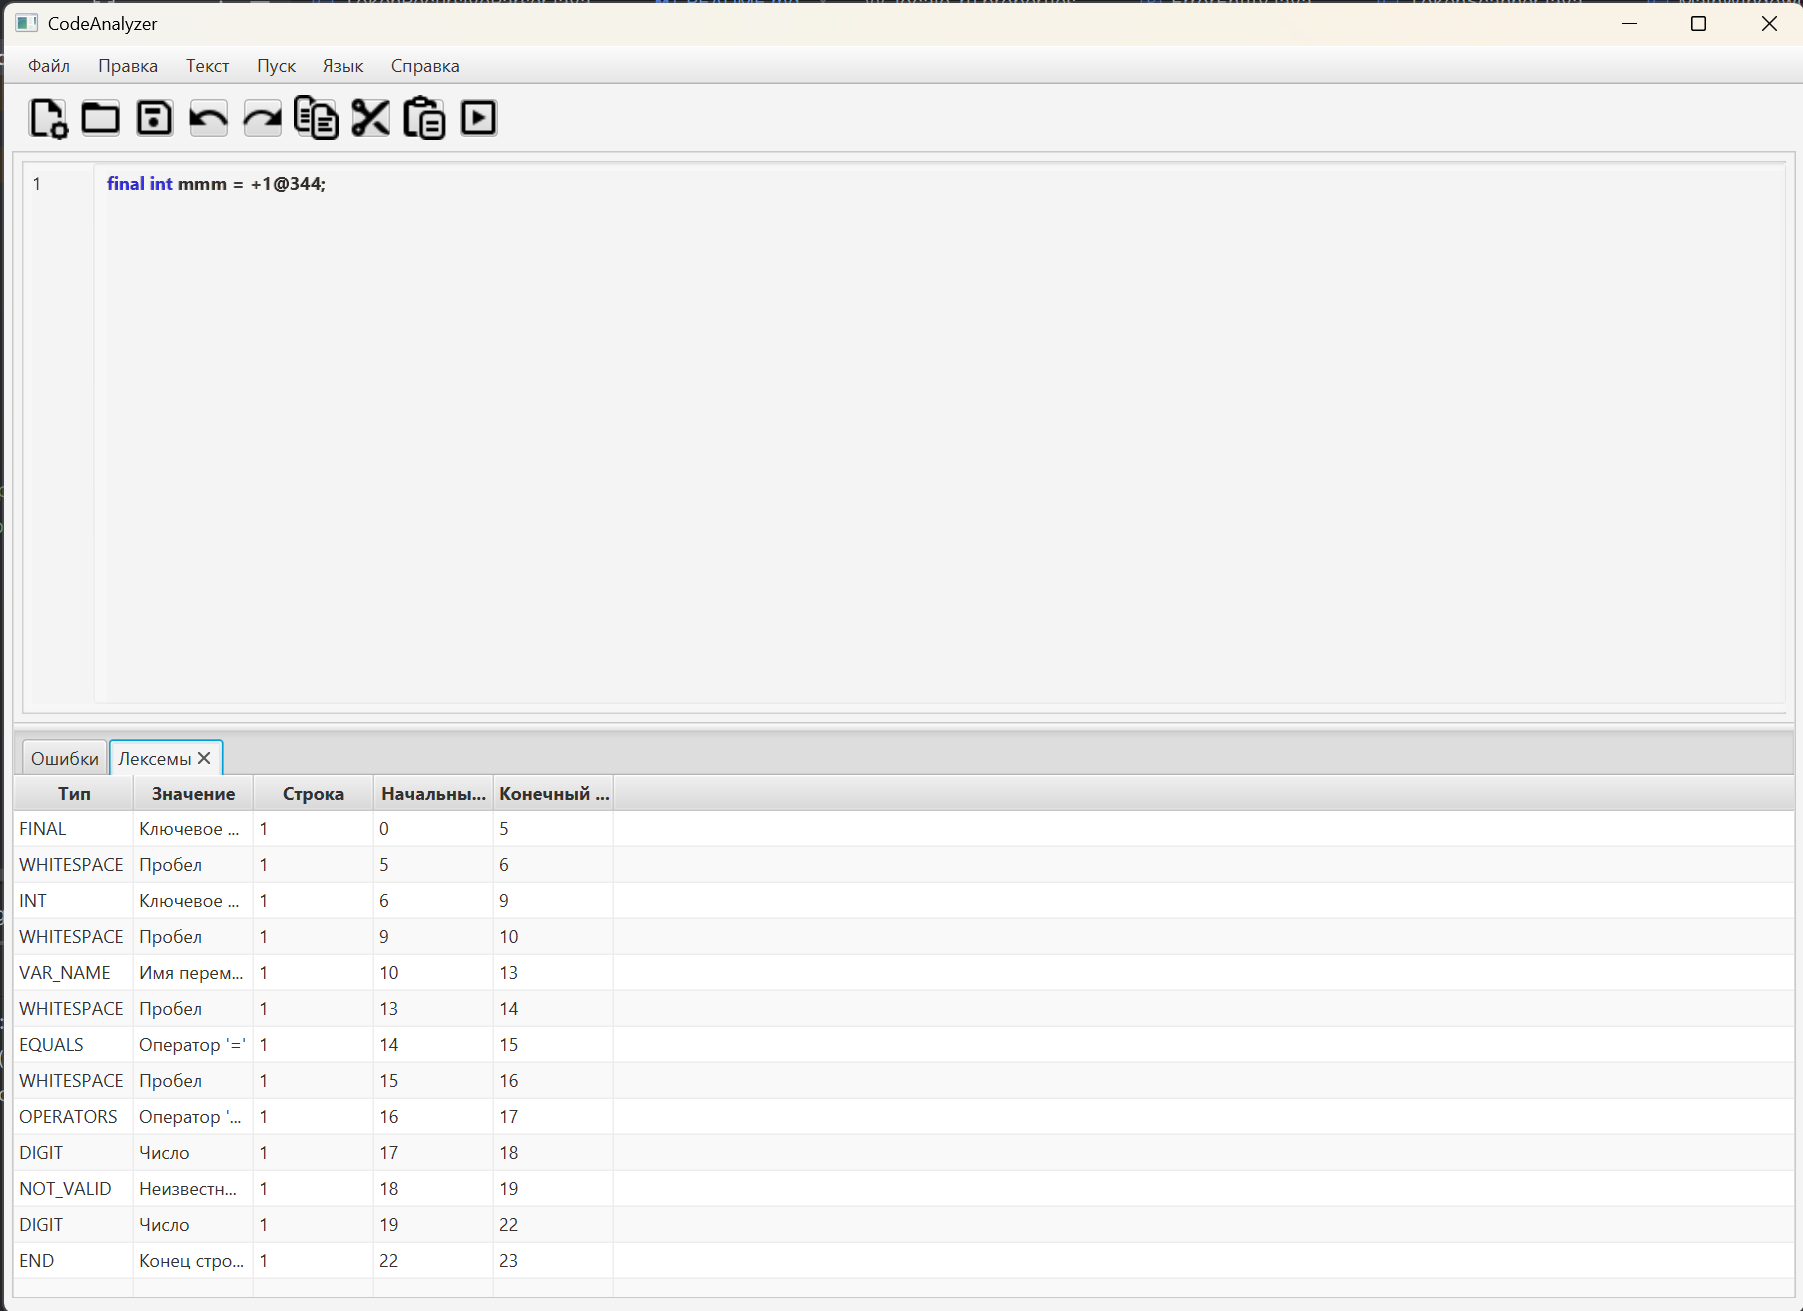 CodeAnalyzer
Файл Правка Текст Пуск Язык Справка
1 final int mmm = +1@344;
Ошибки Лексемы
Тип Значение Строка Начальны... Конечный ...
FINAL Ключевое ... 1 0 5
WHITESPACE Пробел 1 5 6
INT Ключевое ... 1 6 9
WHITESPACE Пробел 1 9 10
VAR_NAME Имя перем... 1 10 13
WHITESPACE Пробел 1 13 14
EQUALS Оператор '=' 1 14 15
WHITESPACE Пробел 1 15 16
OPERATORS Оператор '... 1 16 17
DIGIT Число 1 17 18
NOT_VALID Неизвестн... 1 18 19
DIGIT Число 1 19 22
END Конец стро... 1 22 23